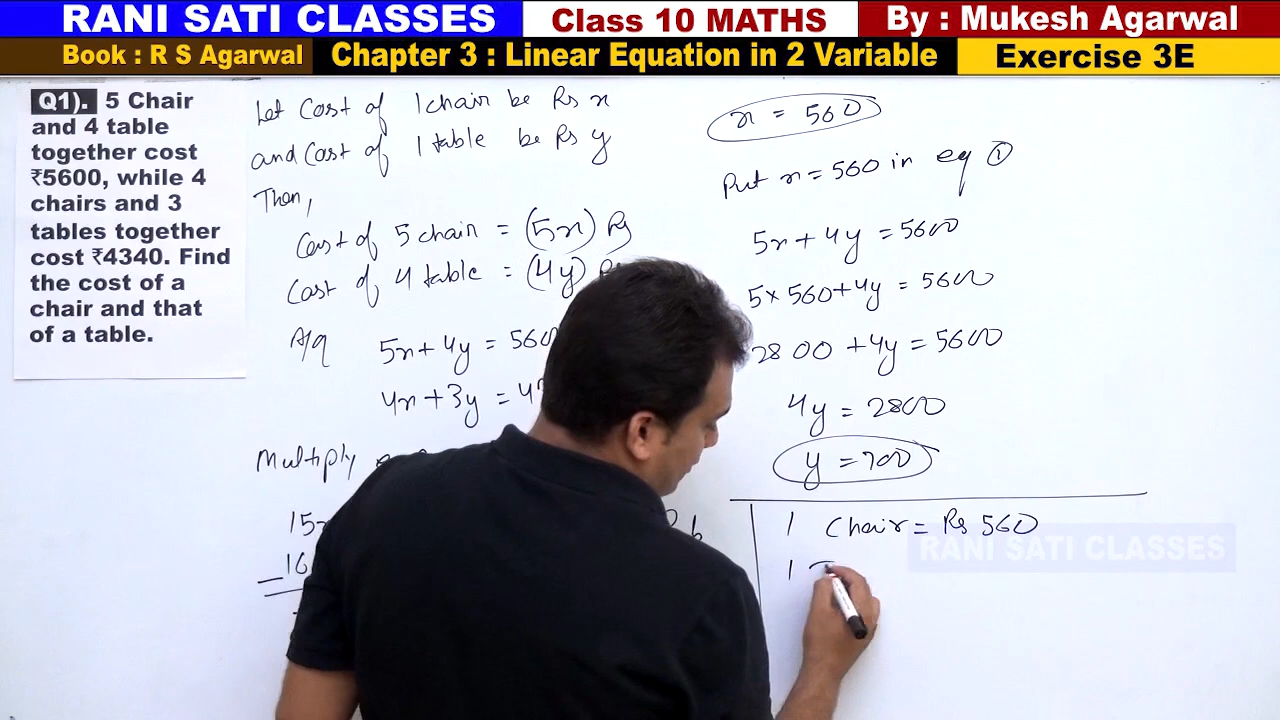 RANI SATI CLASSES
Class 10 MATHS
By : Mukesh Agarwal
Book : R S Agarwal
Chapter 3 : Linear Equation in 2 Variable
Exercise 3E
Q1). 5 Chair
and 4 table
together cost
₹5600, while 4
chairs and 3
tables together
cost ₹4340. Find
the cost of a
chair and that
of a table.
Let Cost of 1 chair be Rs x
and Cost of 1 table be Rs y
Then,
Cost of 5 chair = (5x) Rs
Cost of 4 table = (4y)
A/q 5x + 4y = 560
4x + 3y = 4
Multiply
15x
16
x = 560
Put x = 560 in eq ①
5x + 4y = 5600
5 × 560 + 4y = 5600
2800 + 4y = 5600
4y = 2800
y = 700
1 Chair = Rs 560
1 T
RANI SATI CLASSES